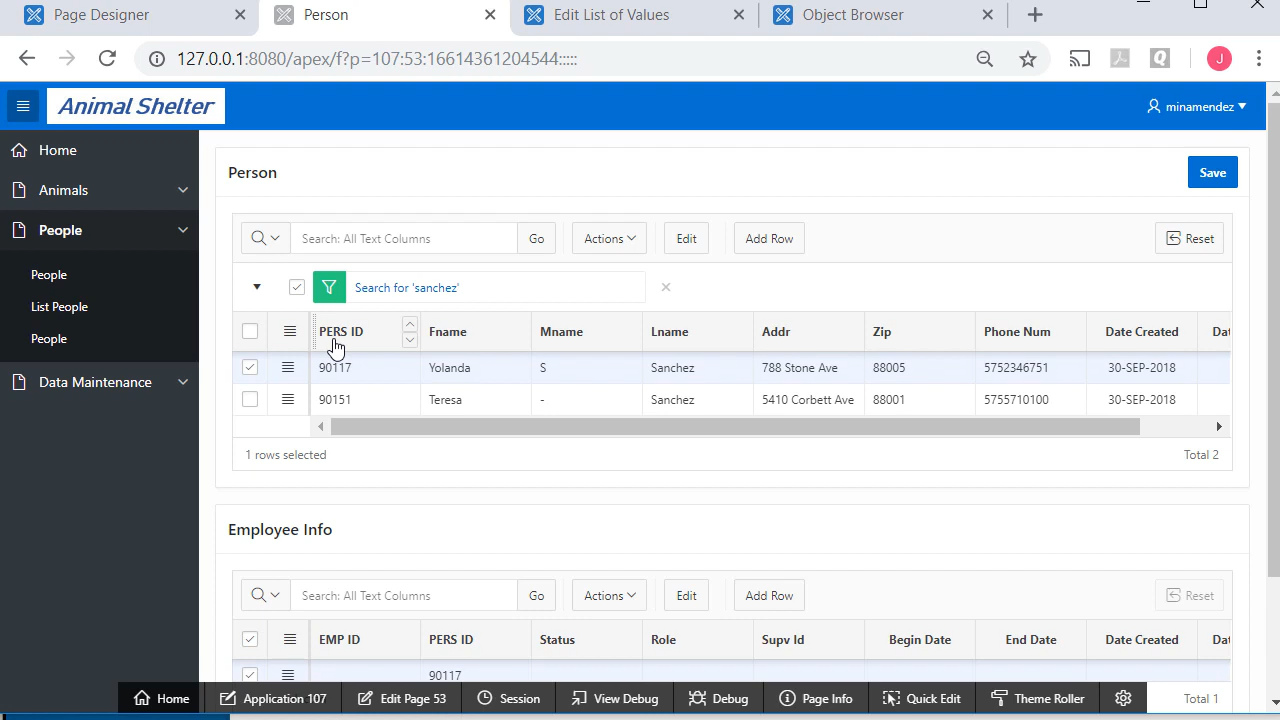 Page Designer
Person
Edit List of Values
Object Browser
127.0.0.1:8080/apex/f?p=107:53:16614361204544:::::
J
Animal Shelter
minamendez
Home
Animals
People
People
List People
People
Data Maintenance
Person
Save
Search: All Text Columns
Go
Actions
Edit
Add Row
Reset
Search for 'sanchez'
PERS ID Fname Mname Lname Addr Zip Phone Num Date Created Dat
90117 Yolanda S Sanchez 788 Stone Ave 88005 5752346751 30-SEP-2018
90151 Teresa - Sanchez 5410 Corbett Ave 88001 5755710100 30-SEP-2018
1 rows selected
Total 2
Employee Info
Search: All Text Columns
Go
Actions
Edit
Add Row
Reset
EMP ID PERS ID Status Role Supv Id Begin Date End Date Date Created Dat
90117
Home
Application 107
Edit Page 53
Session
View Debug
Debug
Page Info
Quick Edit
Theme Roller
Total 1